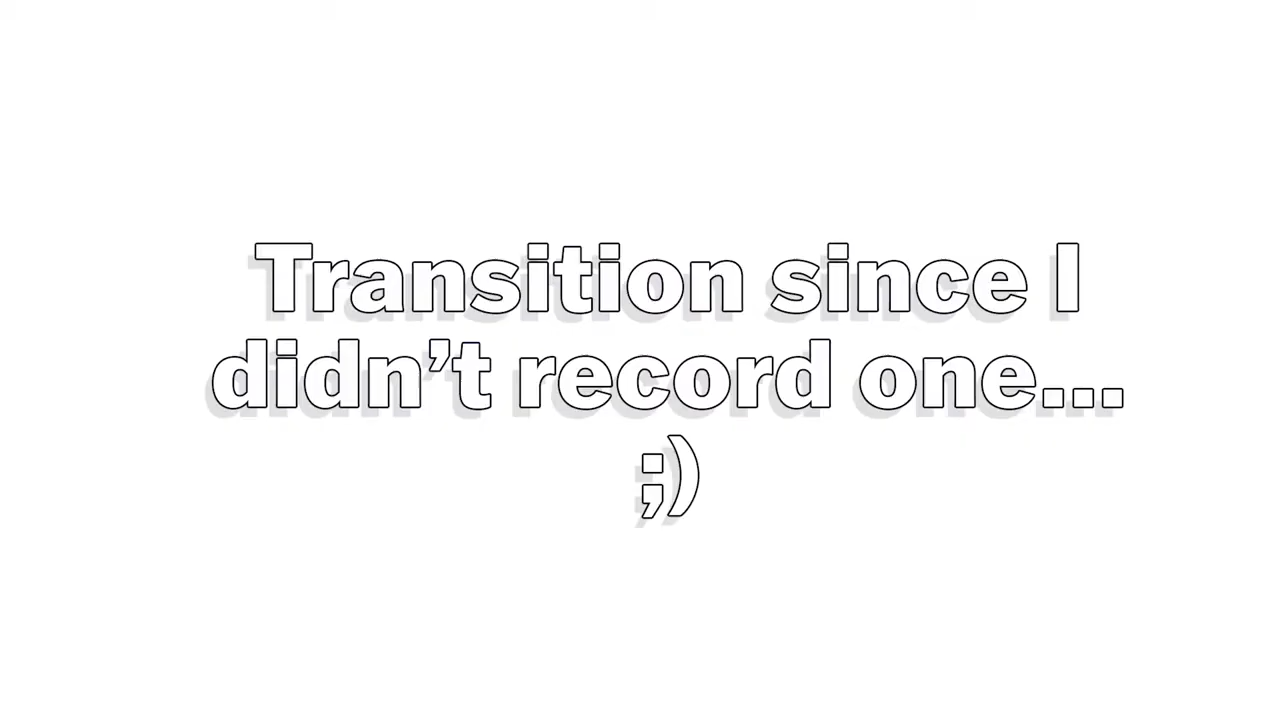 Transition since I
didn’t record one...
;)